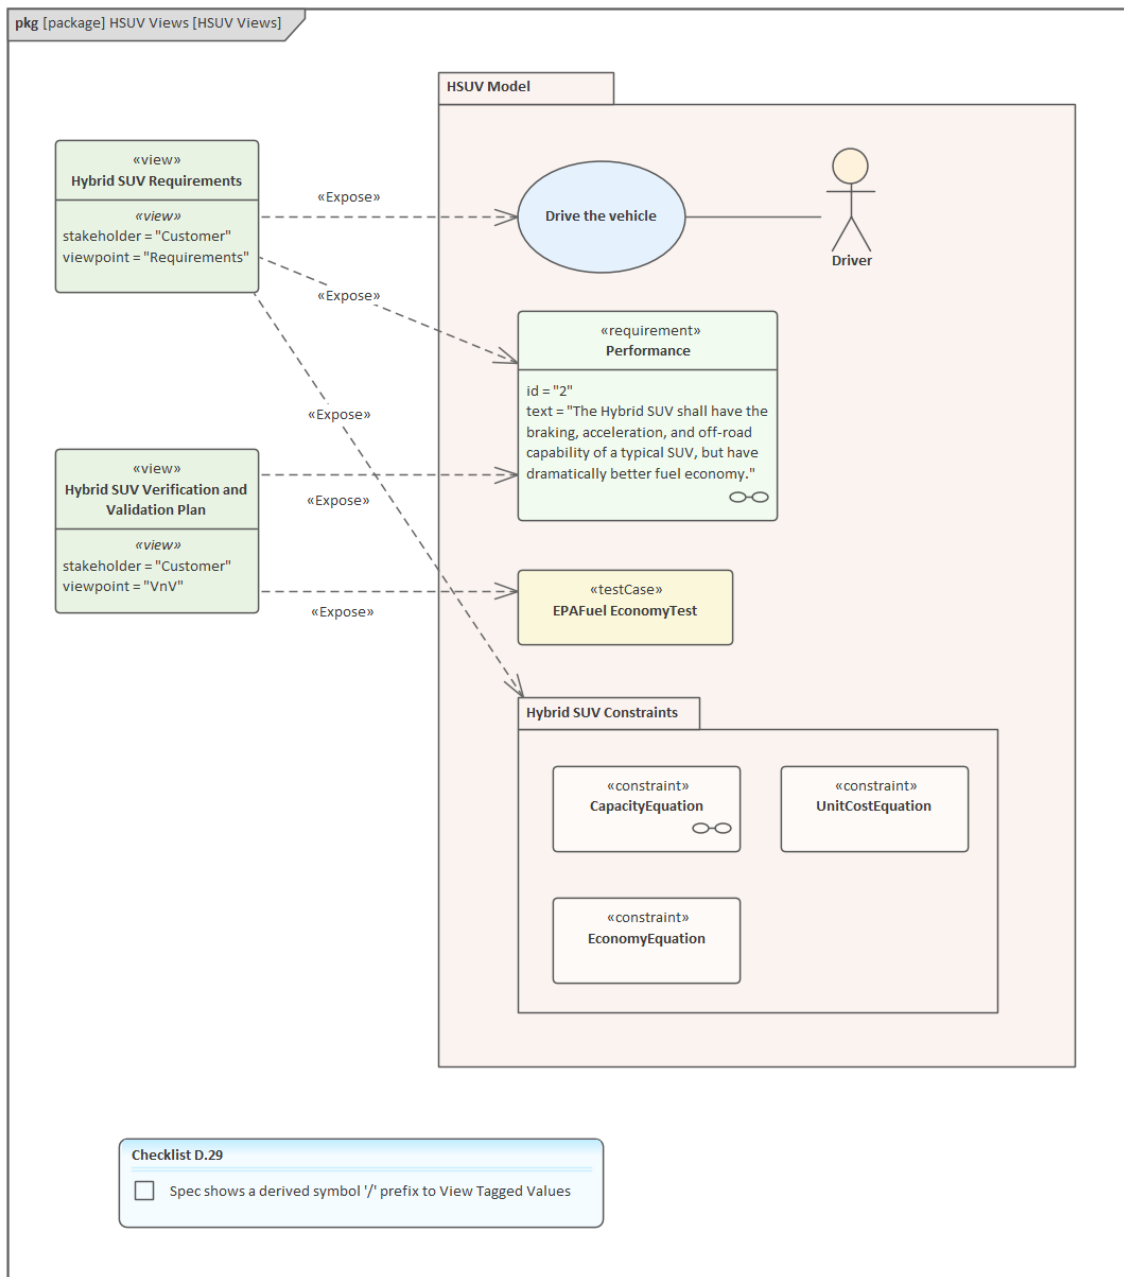 pkg [package] HSUV Views [HSUV Views]
HSUV Model
«view»
Hybrid SUV Requirements
«view»
stakeholder = "Customer"
viewpoint = "Requirements"
«Expose»
Drive the vehicle
Driver
«Expose»
«requirement»
Performance
id = "2"
text = "The Hybrid SUV shall have the
braking, acceleration, and off-road
capability of a typical SUV, but have
dramatically better fuel economy."
«Expose»
«view»
Hybrid SUV Verification and
Validation Plan
«view»
stakeholder = "Customer"
viewpoint = "VnV"
«Expose»
«Expose»
«testCase»
EPAFuel EconomyTest
Hybrid SUV Constraints
«constraint»
CapacityEquation
«constraint»
UnitCostEquation
«constraint»
EconomyEquation
Checklist D.29
Spec shows a derived symbol '/' prefix to View Tagged Values